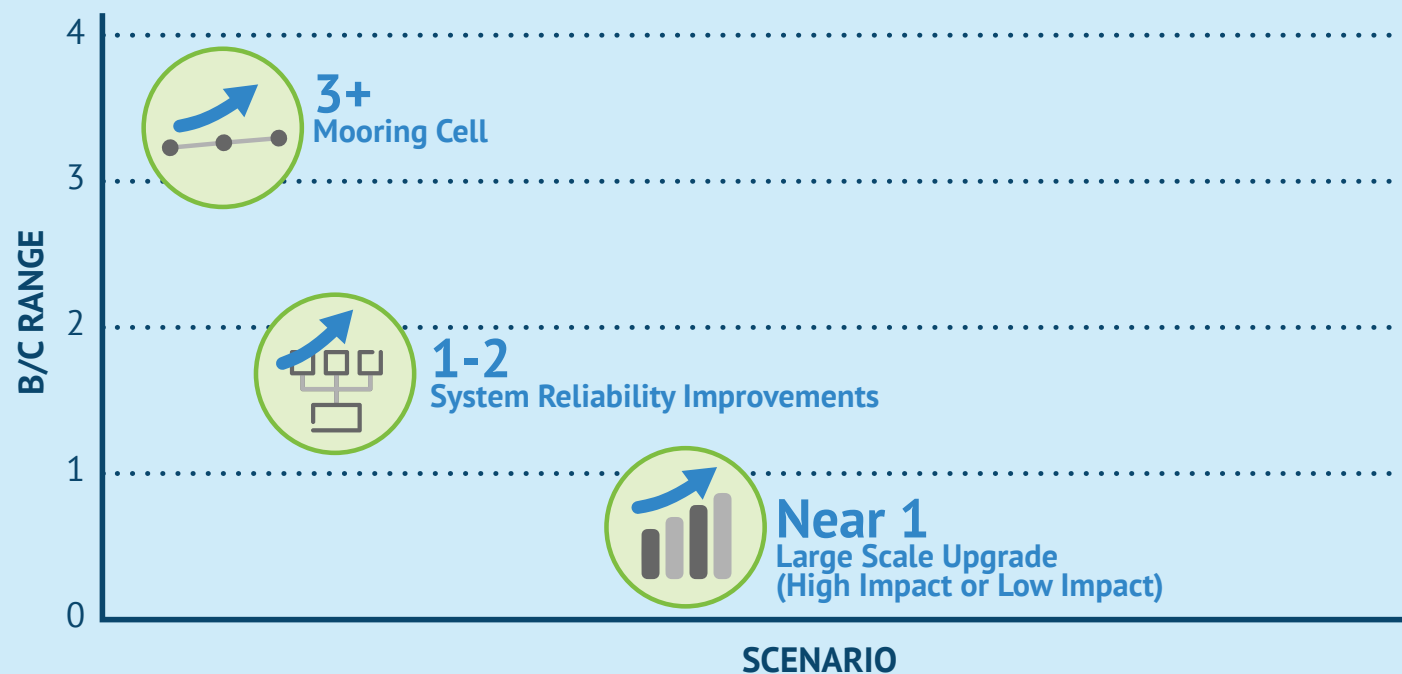 4
3+
Mooring Cell
3
B/C RANGE
2
1-2
System Reliability Improvements
1
Near 1
Large Scale Upgrade
(High Impact or Low Impact)
0
SCENARIO